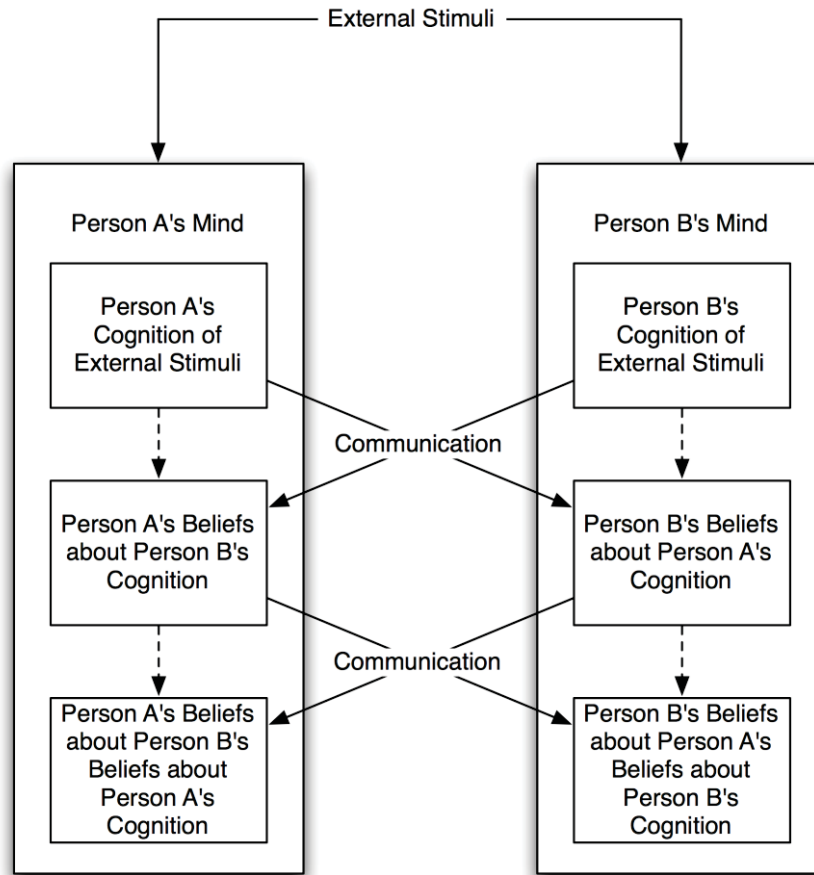 External Stimuli
Person A's Mind
Person A's
Cognition of
External Stimuli
Person A's Beliefs
about Person B's
Cognition
Person A's Beliefs
about Person B's
Beliefs about
Person A's
Cognition
Communication
Communication
Person B's Mind
Person B's
Cognition of
External Stimuli
Person B's Beliefs
about Person A's
Cognition
Person B's Beliefs
about Person A's
Beliefs about
Person B's
Cognition